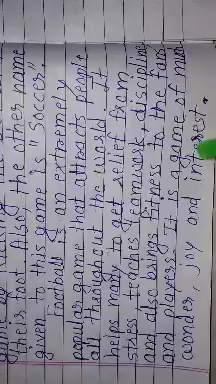 their foot. Also, the other name
given to this game is "Soccer".
Football is an extremely
popular game that attracts people
all throughout the world. It
helps many to get relief from
stress, teaches teamwork, discipline
and also brings fitness to the fans
and players. It is a game of much
wonder, joy and interest.